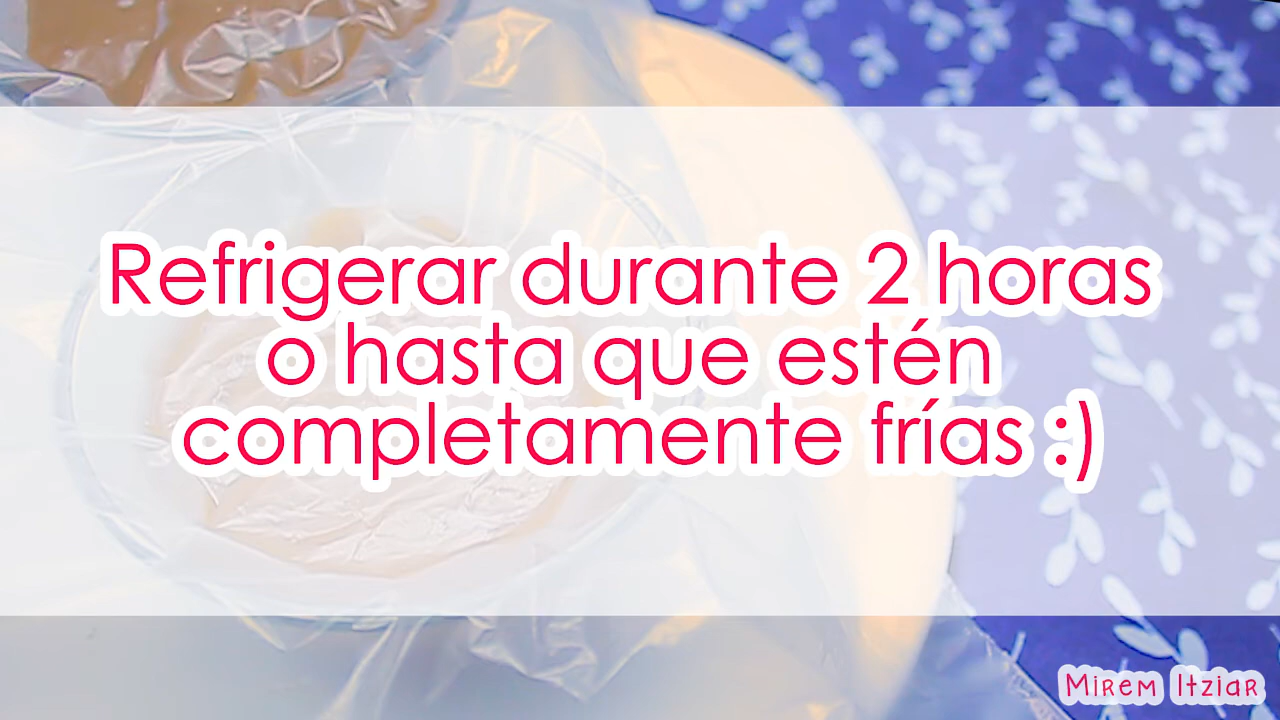 Refrigerar durante 2 horas
o hasta que estén
completamente frías :)
Mirem Itziar